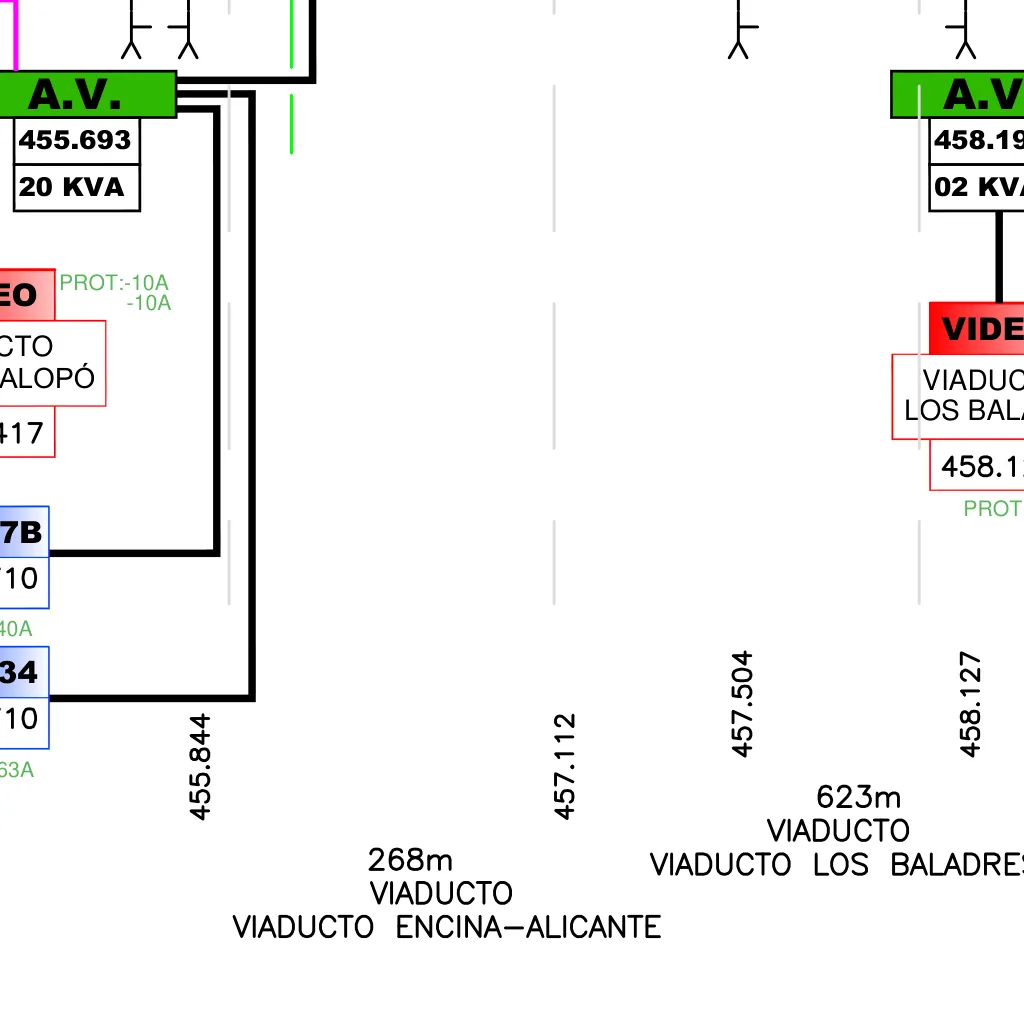 A.V.
455.693
20 KVA
PROT:-10A
-10A
EO
CTO
ALOPÓ
417
7B
710
40A
34
710
63A
A.V
458.19
02 KVA
VIDE
VIADUC
LOS BALA
458.1
PROT
455.844
457.112
457.504
458.127
268m
VIADUCTO
VIADUCTO ENCINA-ALICANTE
623m
VIADUCTO
VIADUCTO LOS BALADRES